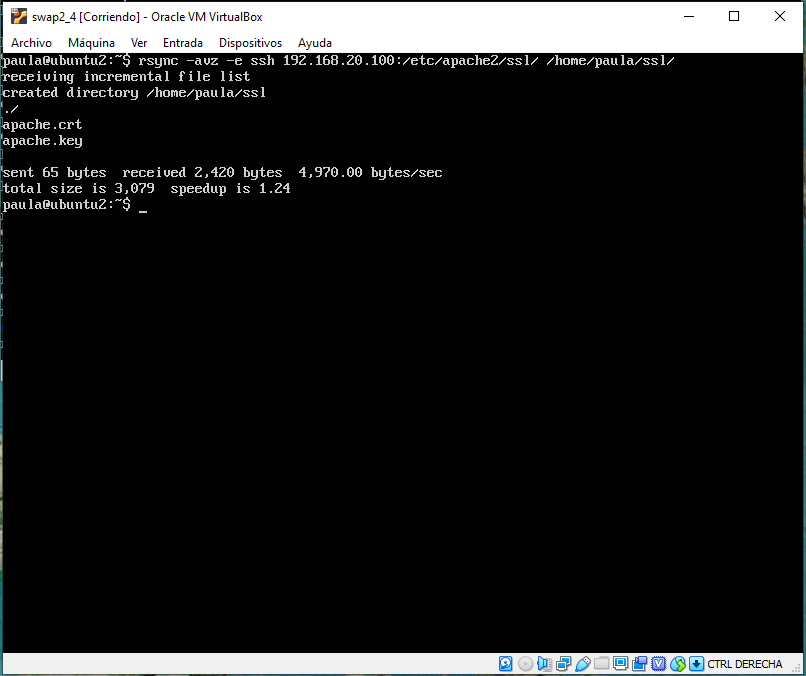 swap2_4 [Corriendo] - Oracle VM VirtualBox
Archivo Máquina Ver Entrada Dispositivos Ayuda
paula@ubuntu2:~$ rsync -avz -e ssh 192.168.20.100:/etc/apache2/ssl/ /home/paula/ssl/
receiving incremental file list
created directory /home/paula/ssl
./
apache.crt
apache.key
sent 65 bytes  received 2,420 bytes  4,970.00 bytes/sec
total size is 3,079  speedup is 1.24
paula@ubuntu2:~$ _
CTRL DERECHA